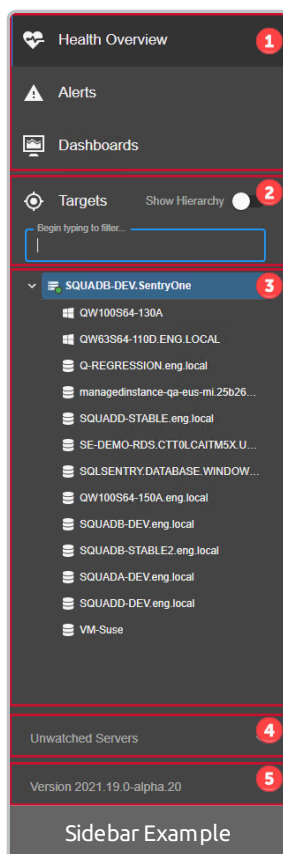 Health Overview
1
Alerts
Dashboards
Targets
Show Hierarchy
2
Begin typing to filter...
SQUADB-DEV.SentryOne
3
QW100S64-130A
QW63S64-110D.ENG.LOCAL
Q-REGRESSION.eng.local
managedinstance-qa-eus-mi.25b26...
SQUADD-STABLE.eng.local
SE-DEMO-RDS.CTT0LCAITM5X.U...
SQLSENTRY.DATABASE.WINDOW...
QW100S64-150A.eng.local
SQUADB-DEV.eng.local
SQUADB-STABLE2.eng.local
SQUADA-DEV.eng.local
SQUADD-DEV.eng.local
VM-Suse
Unwatched Servers
4
Version 2021.19.0-alpha.20
5
Sidebar Example